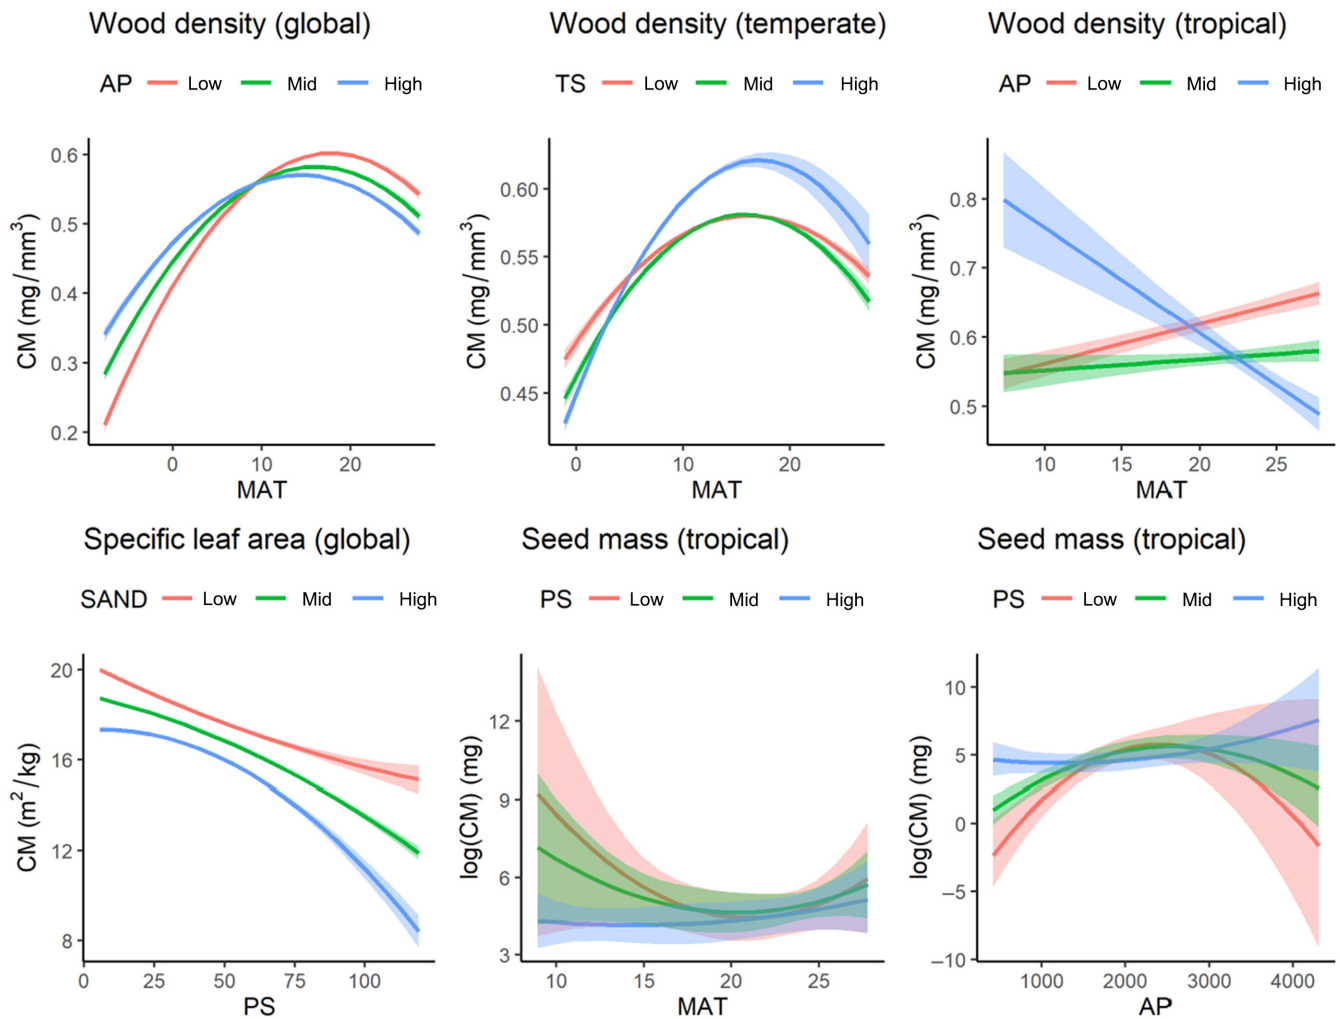 Wood density (global)
AP Low Mid High
CM (mg/mm³)
0.6
0.5
0.4
0.3
0.2
0 10 20
MAT
Wood density (temperate)
TS Low Mid High
CM (mg/mm³)
0.60
0.55
0.50
0.45
0 10 20
MAT
Wood density (tropical)
AP Low Mid High
CM (mg/mm³)
0.8
0.7
0.6
0.5
10 15 20 25
MAT
Specific leaf area (global)
SAND Low Mid High
CM (m²/kg)
20
16
12
8
0 25 50 75 100
PS
Seed mass (tropical)
PS Low Mid High
log(CM) (mg)
12
9
6
3
10 15 20 25
MAT
Seed mass (tropical)
PS Low Mid High
log(CM) (mg)
10
5
0
−5
−10
1000 2000 3000 4000
AP